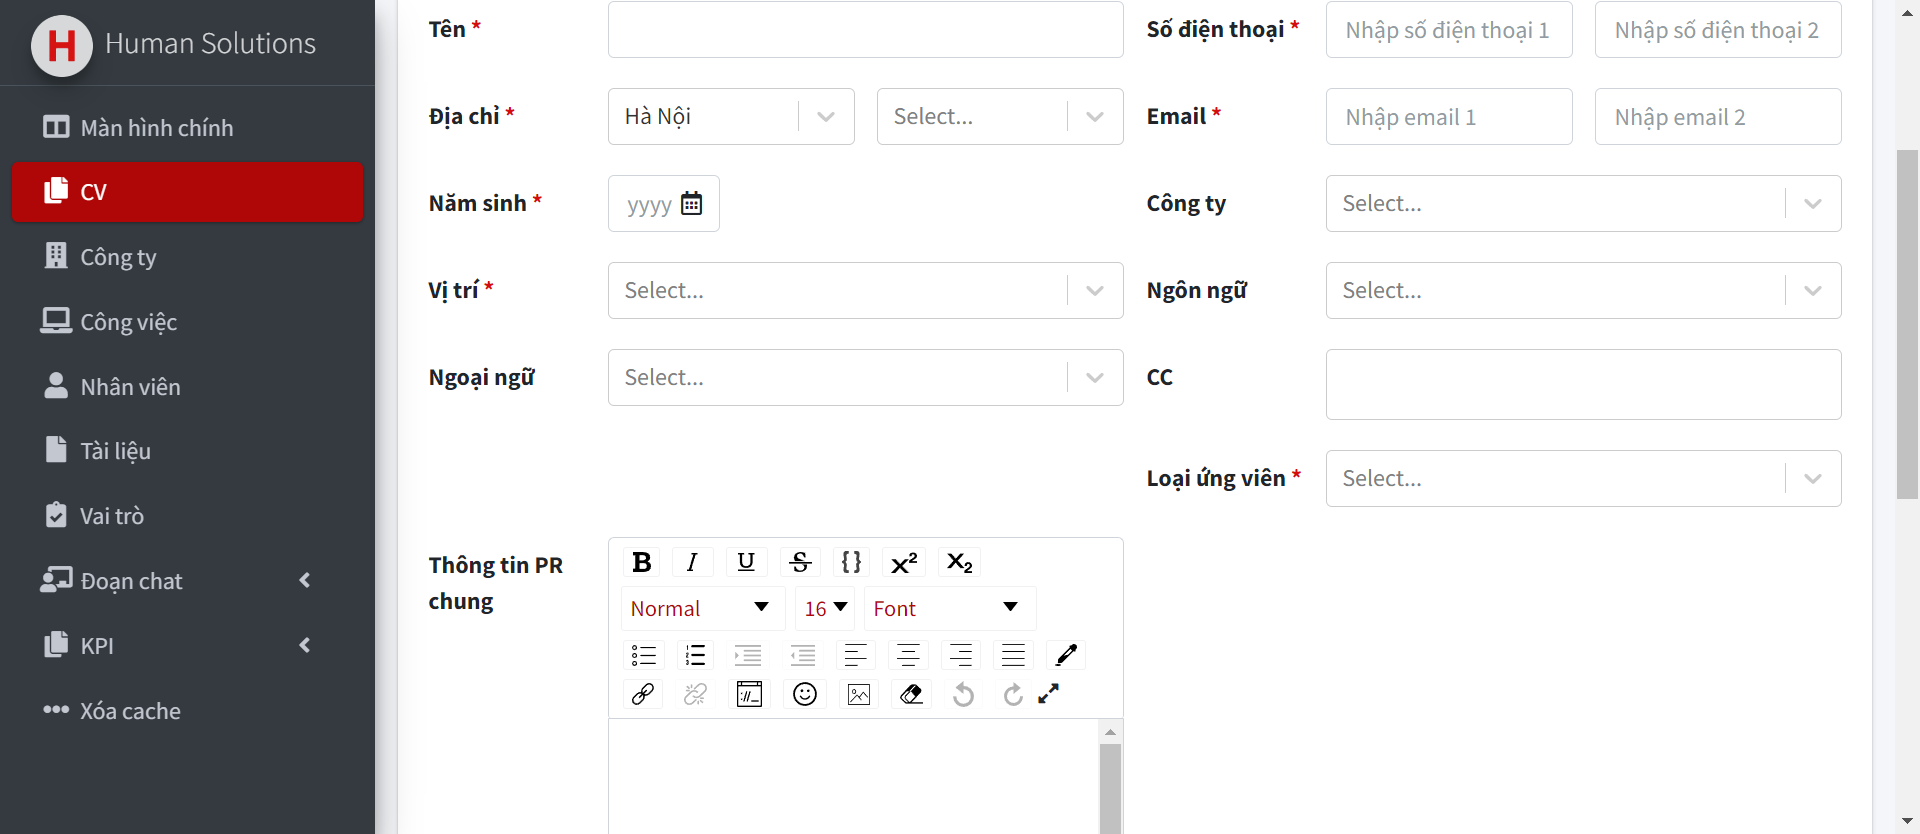 H Human Solutions
Màn hình chính
CV
Công ty
Công việc
Nhân viên
Tài liệu
Vai trò
Đoạn chat
KPI
Xóa cache
Tên *
Số điện thoại * Nhập số điện thoại 1 Nhập số điện thoại 2
Địa chỉ * Hà Nội Select...
Email * Nhập email 1 Nhập email 2
Năm sinh * yyyy
Công ty Select...
Vị trí * Select...
Ngôn ngữ Select...
Ngoại ngữ Select...
CC
Loại ứng viên * Select...
Thông tin PR
chung
B I U S {} x² x₂
Normal 16 Font